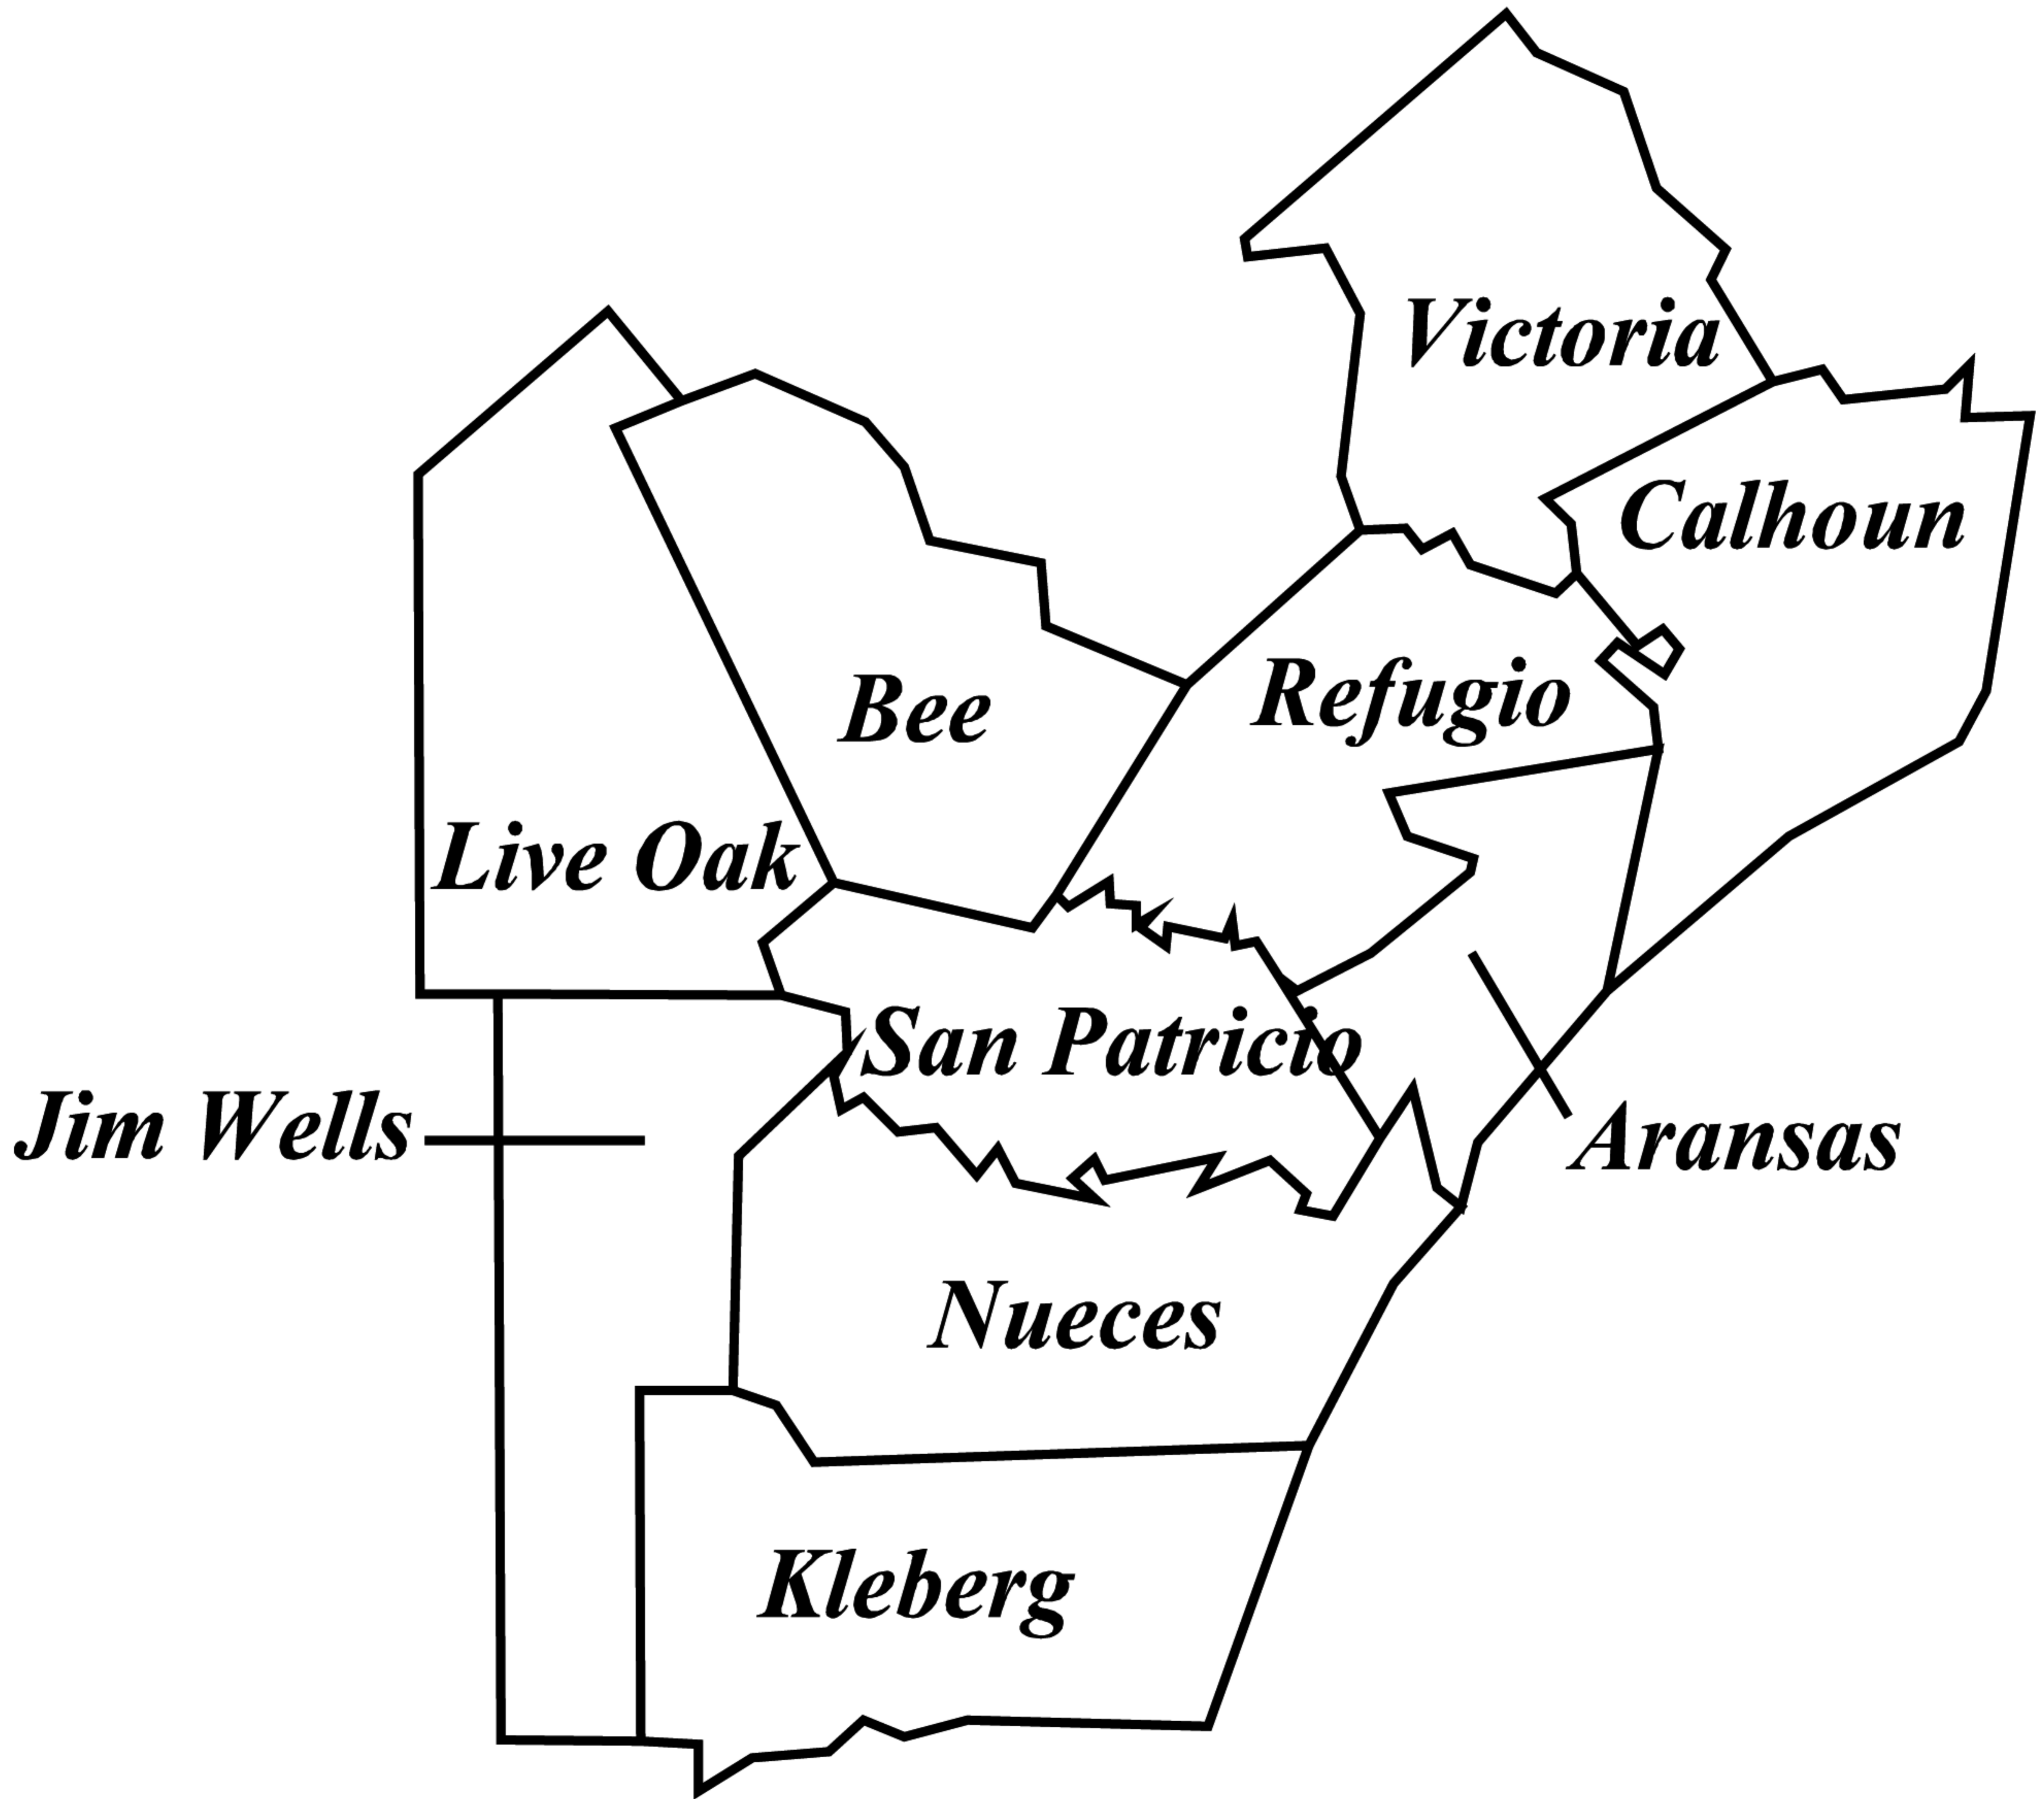 Victoria
Calhoun
Refugio
Bee
Live Oak
San Patricio
Jim Wells
Aransas
Nueces
Kleberg